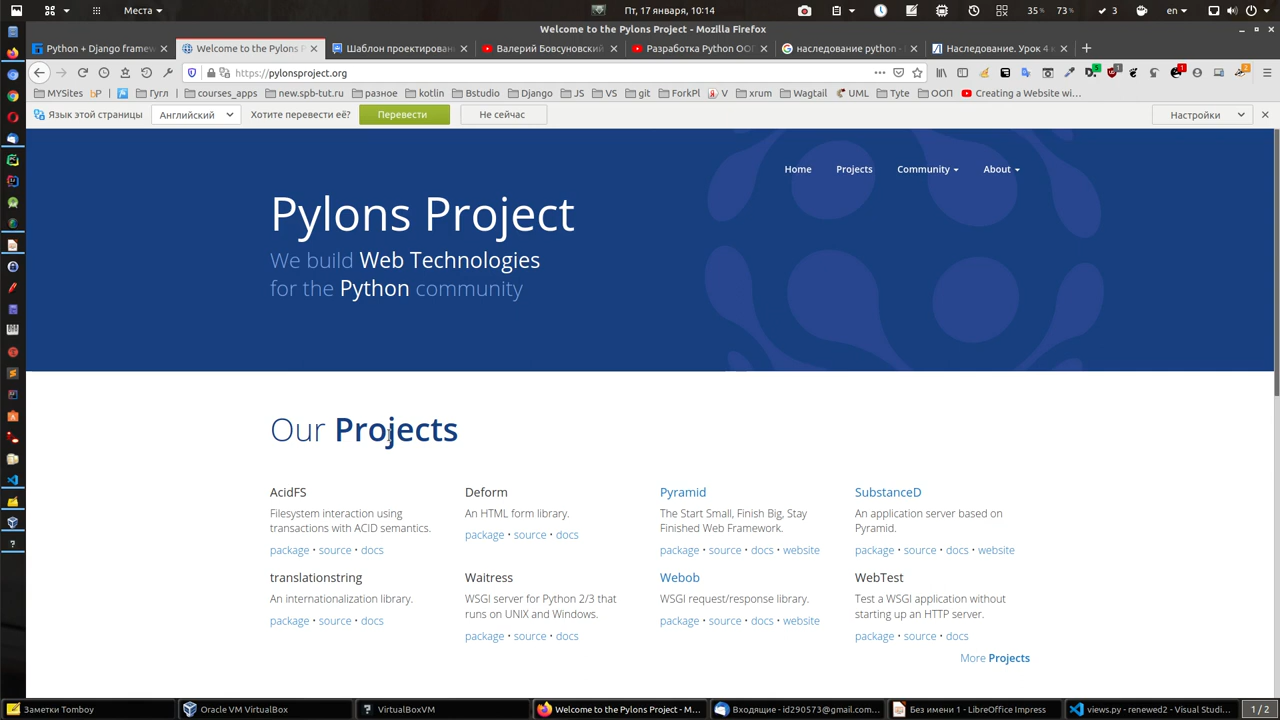 Места
Пт, 17 января, 10:14
35%
73%
3
en
Welcome to the Pylons Project - Mozilla Firefox
Python + Django framew
Welcome to the Pylons P
Шаблон проектирован
Валерий Бовсуновский
Разработка Python ОО
наследование python -
Наследование. Урок 4 к
https://pylonsproject.org
MYSites
bP
Гугл
courses_apps
new.spb-tut.ru
разное
kotlin
Bstudio
Django
JS
VS
git
ForkPl
V
xrum
Wagtail
UML
Tyte
ООП
Creating a Website wi...
Язык этой страницы
Английский
Хотите перевести её?
Перевести
Не сейчас
Настройки
Home
Projects
Community
About
Pylons Project
We build Web Technologies
for the Python community
Our Projects
AcidFS
Filesystem interaction using
transactions with ACID semantics.
package • source • docs
Deform
An HTML form library.
package • source • docs
Pyramid
The Start Small, Finish Big, Stay
Finished Web Framework.
package • source • docs • website
SubstanceD
An application server based on
Pyramid.
package • source • docs • website
translationstring
An internationalization library.
package • source • docs
Waitress
WSGI server for Python 2/3 that
runs on UNIX and Windows.
package • source • docs
Webob
WSGI request/response library.
package • source • docs • website
WebTest
Test a WSGI application without
starting up an HTTP server.
package • source • docs
More Projects
Заметки Tomboy
Oracle VM VirtualBox
VirtualBoxVM
Welcome to the Pylons Project - M...
Входящие - id290573@gmail.com...
Без имени 1 - LibreOffice Impress
views.py - renewed2 - Visual Studi...
1/2